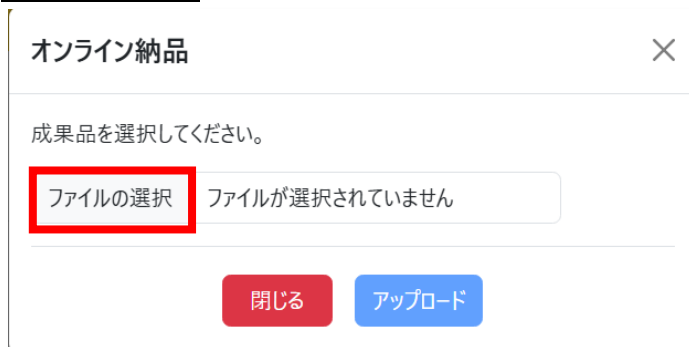 オンライン納品
成果品を選択してください。
ファイルの選択 ファイルが選択されていません
閉じる アップロード